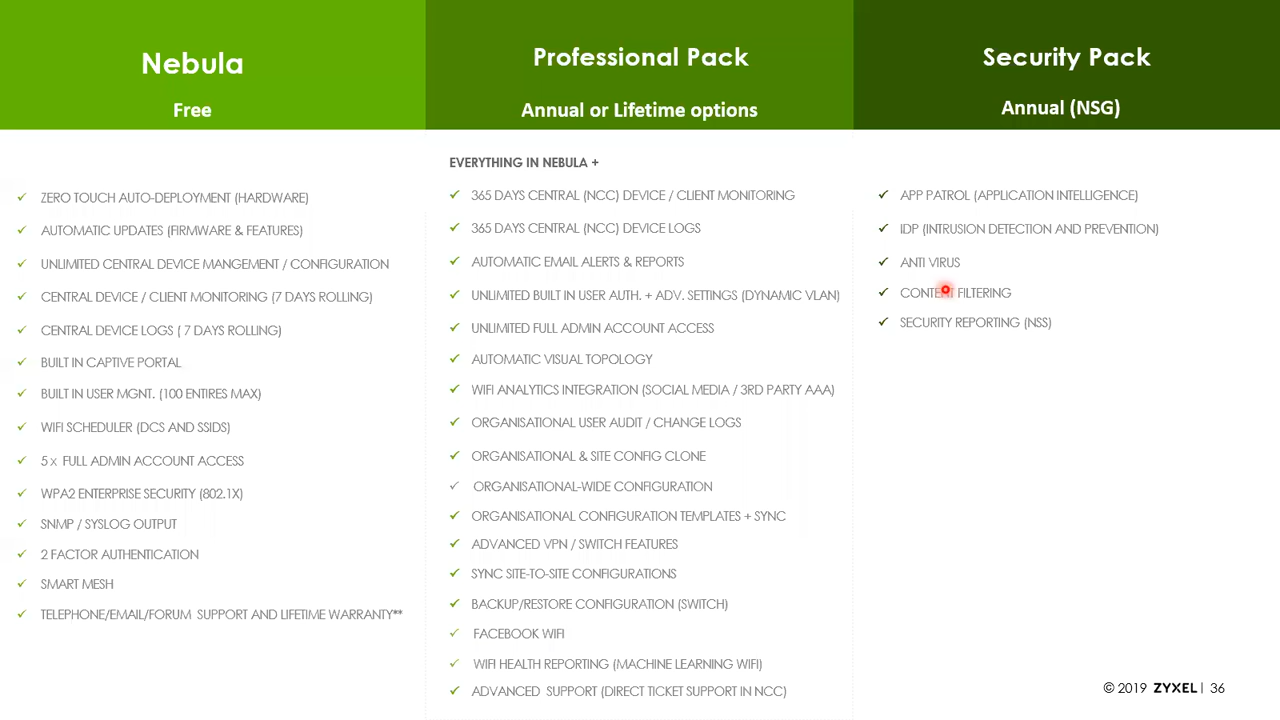 Nebula
Free
ZERO TOUCH AUTO-DEPLOYMENT (HARDWARE)
AUTOMATIC UPDATES (FIRMWARE & FEATURES)
UNLIMITED CENTRAL DEVICE MANGEMENT / CONFIGURATION
CENTRAL DEVICE / CLIENT MONITORING (7 DAYS ROLLING)
CENTRAL DEVICE LOGS ( 7 DAYS ROLLING)
BUILT IN CAPTIVE PORTAL
BUILT IN USER MGNT. (100 ENTIRES MAX)
WIFI SCHEDULER (DCS AND SSIDS)
5 x FULL ADMIN ACCOUNT ACCESS
WPA2 ENTERPRISE SECURITY (802.1X)
SNMP / SYSLOG OUTPUT
2 FACTOR AUTHENTICATION
SMART MESH
TELEPHONE/EMAIL/FORUM SUPPORT AND LIFETIME WARRANTY**
Professional Pack
Annual or Lifetime options
EVERYTHING IN NEBULA +
365 DAYS CENTRAL (NCC) DEVICE / CLIENT MONITORING
365 DAYS CENTRAL (NCC) DEVICE LOGS
AUTOMATIC EMAIL ALERTS & REPORTS
UNLIMITED BUILT IN USER AUTH. + ADV. SETTINGS (DYNAMIC VLAN)
UNLIMITED FULL ADMIN ACCOUNT ACCESS
AUTOMATIC VISUAL TOPOLOGY
WIFI ANALYTICS INTEGRATION (SOCIAL MEDIA / 3RD PARTY AAA)
ORGANISATIONAL USER AUDIT / CHANGE LOGS
ORGANISATIONAL & SITE CONFIG CLONE
ORGANISATIONAL-WIDE CONFIGURATION
ORGANISATIONAL CONFIGURATION TEMPLATES + SYNC
ADVANCED VPN / SWITCH FEATURES
SYNC SITE-TO-SITE CONFIGURATIONS
BACKUP/RESTORE CONFIGURATION (SWITCH)
FACEBOOK WIFI
WIFI HEALTH REPORTING (MACHINE LEARNING WIFI)
ADVANCED SUPPORT (DIRECT TICKET SUPPORT IN NCC)
Security Pack
Annual (NSG)
APP PATROL (APPLICATION INTELLIGENCE)
IDP (INTRUSION DETECTION AND PREVENTION)
ANTI VIRUS
CONTENT FILTERING
SECURITY REPORTING (NSS)
© 2019 ZYXEL | 36